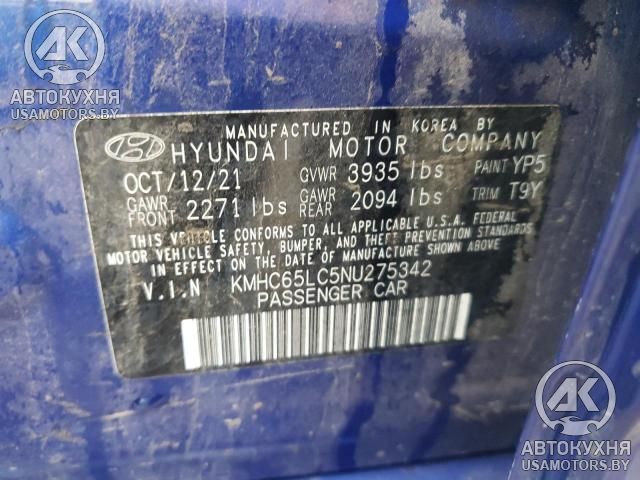 AK
АВТОКУХНЯ
USAMOTORS.BY
MANUFACTURED IN KOREA BY
HYUNDAI MOTOR COMPANY
OCT/12/21 GVWR 3935 lbs PAINT YP5
GAWR FRONT 2271 lbs GAWR REAR 2094 lbs TRIM T9Y
THIS VEHICLE CONFORMS TO ALL APPLICABLE U.S.A. FEDERAL
MOTOR VEHICLE SAFETY, BUMPER, AND THEFT PREVENTION STANDARDS
IN EFFECT ON THE DATE OF MANUFACTURE SHOWN ABOVE.
V.I.N KMHC65LC5NU275342
PASSENGER CAR
AK
АВТОКУХНЯ
USAMOTORS.BY